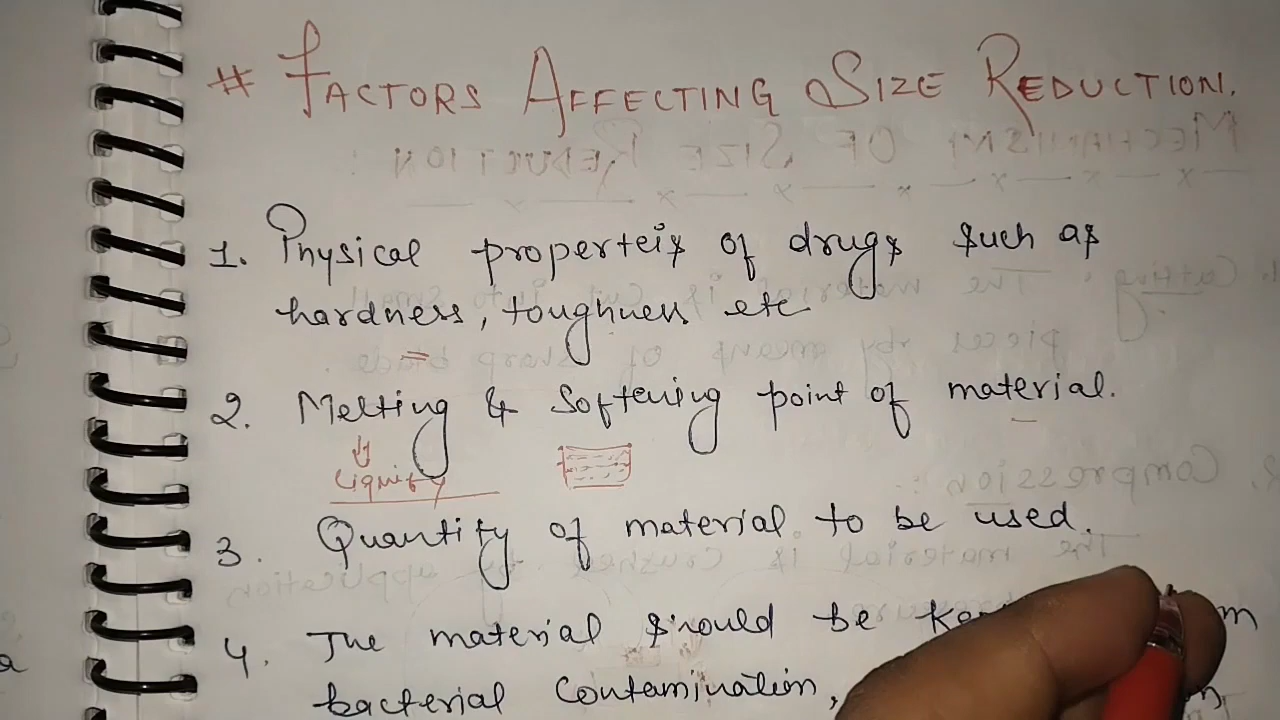 # FACTORS AFFECTING SIZE REDUCTION.
1. Physical properteis of drugs such as
hardness, toughness etc
2. Melting & Softening point of material.
Liquify
3. Quantity of material to be used.
4. The material should be
bacterial contamination,